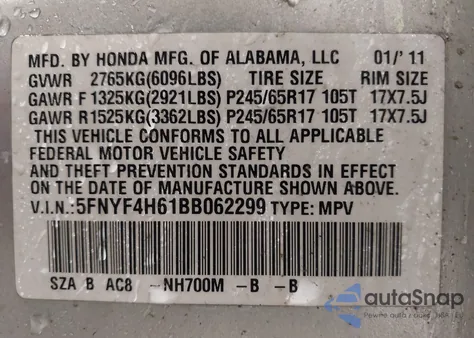 MFD. BY HONDA MFG. OF ALABAMA, LLC 01/'11
GVWR 2765KG(6096LBS) TIRE SIZE RIM SIZE
GAWR F 1325KG(2921LBS) P245/65R17 105T 17X7.5J
GAWR R 1525KG(3362LBS) P245/65R17 105T 17X7.5J
THIS VEHICLE CONFORMS TO ALL APPLICABLE
FEDERAL MOTOR VEHICLE SAFETY
AND THEFT PREVENTION STANDARDS IN EFFECT
ON THE DATE OF MANUFACTURE SHOWN ABOVE.
V.I.N.:5FNYF4H61BB062299 TYPE: MPV
SZA B AC8 -NH700M -B -B
autoSnap
Pewne auta z